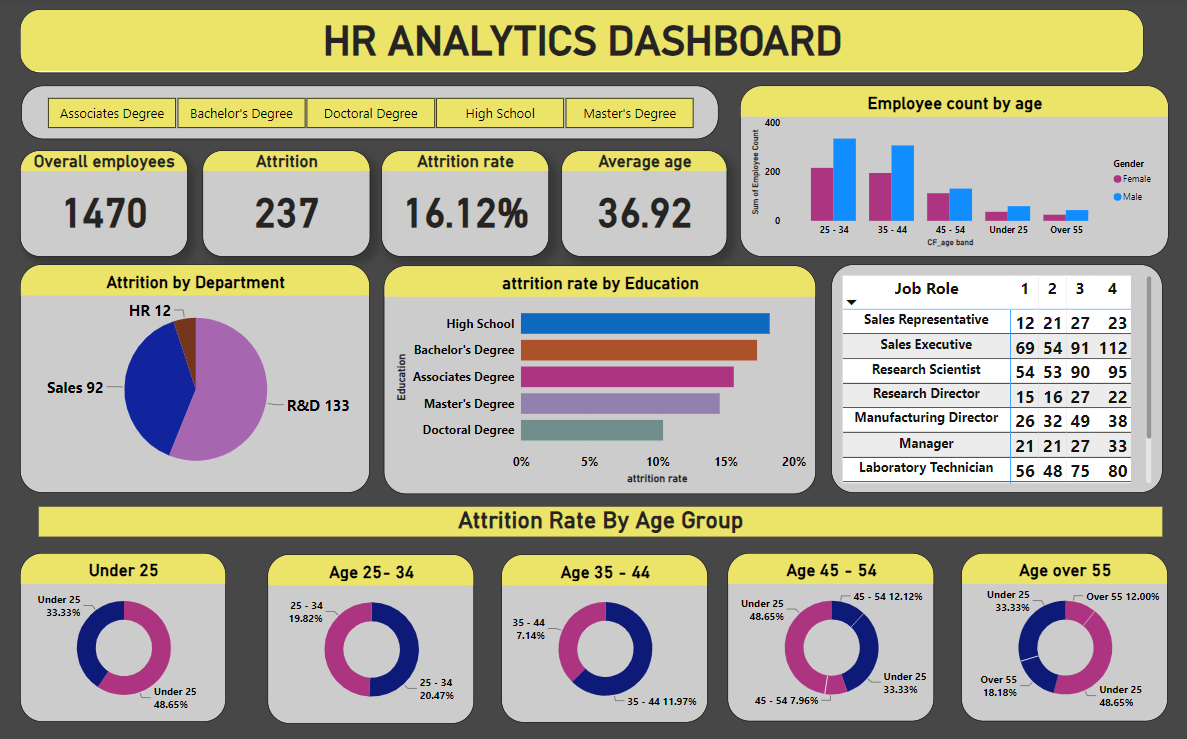 HR ANALYTICS DASHBOARD
Associates Degree Bachelor's Degree Doctoral Degree High School Master's Degree
Overall employees
1470
Attrition
237
Attrition rate
16.12%
Average age
36.92
Employee count by age
Sum of Employee Count
400
200
0
25 - 34 35 - 44 45 - 54 Under 25 Over 55
CF_age band
Gender
Female
Male
Attrition by Department
HR 12
Sales 92
R&D 133
attrition rate by Education
Education
High School
Bachelor's Degree
Associates Degree
Master's Degree
Doctoral Degree
0% 5% 10% 15% 20%
attrition rate
Job Role 1 2 3 4
Sales Representative 12 21 27 23
Sales Executive 69 54 91 112
Research Scientist 54 53 90 95
Research Director 15 16 27 22
Manufacturing Director 26 32 49 38
Manager 21 21 27 33
Laboratory Technician 56 48 75 80
Attrition Rate By Age Group
Under 25
Under 25
33.33%
Under 25
48.65%
Age 25- 34
25 - 34
19.82%
25 - 34
20.47%
Age 35 - 44
35 - 44
7.14%
35 - 44 11.97%
Age 45 - 54
45 - 54 12.12%
Under 25
48.65%
Under 25
33.33%
45 - 54 7.96%
Age over 55
Under 25
33.33%
Over 55 12.00%
Over 55
18.18%
Under 25
48.65%